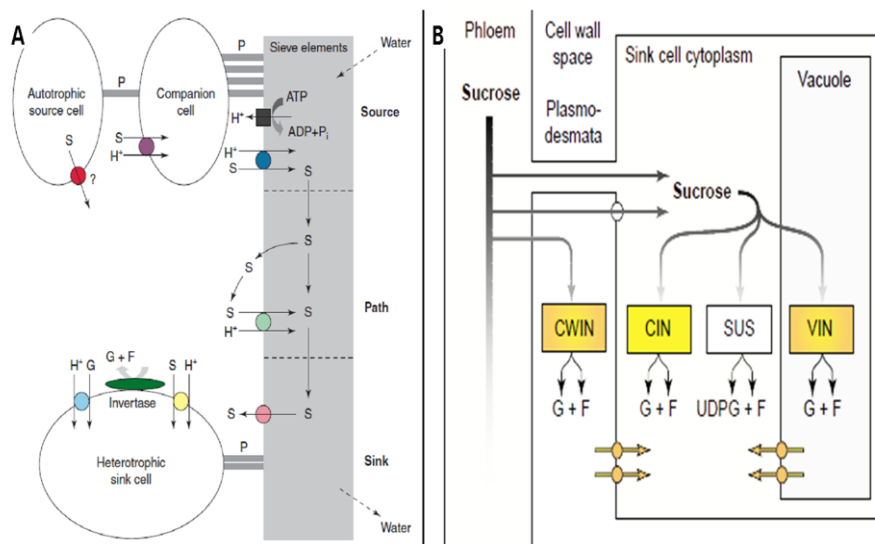 A
P
Sieve elements
Water
Autotrophic
source cell
P
Companion
cell
Source
ATP
H+
ADP+Pi
S
?
S
H+
H+
S
S
S
S
S
H+
S
Path
G + F
H+ G
S H+
Invertase
S
S
Heterotrophic
sink cell
P
Sink
Water
B
Phloem
Cell wall
space
Sink cell cytoplasm
Vacuole
Sucrose
Plasmo-
desmata
Sucrose
CWIN
CIN
SUS
VIN
G + F
G + F
UDPG + F
G + F